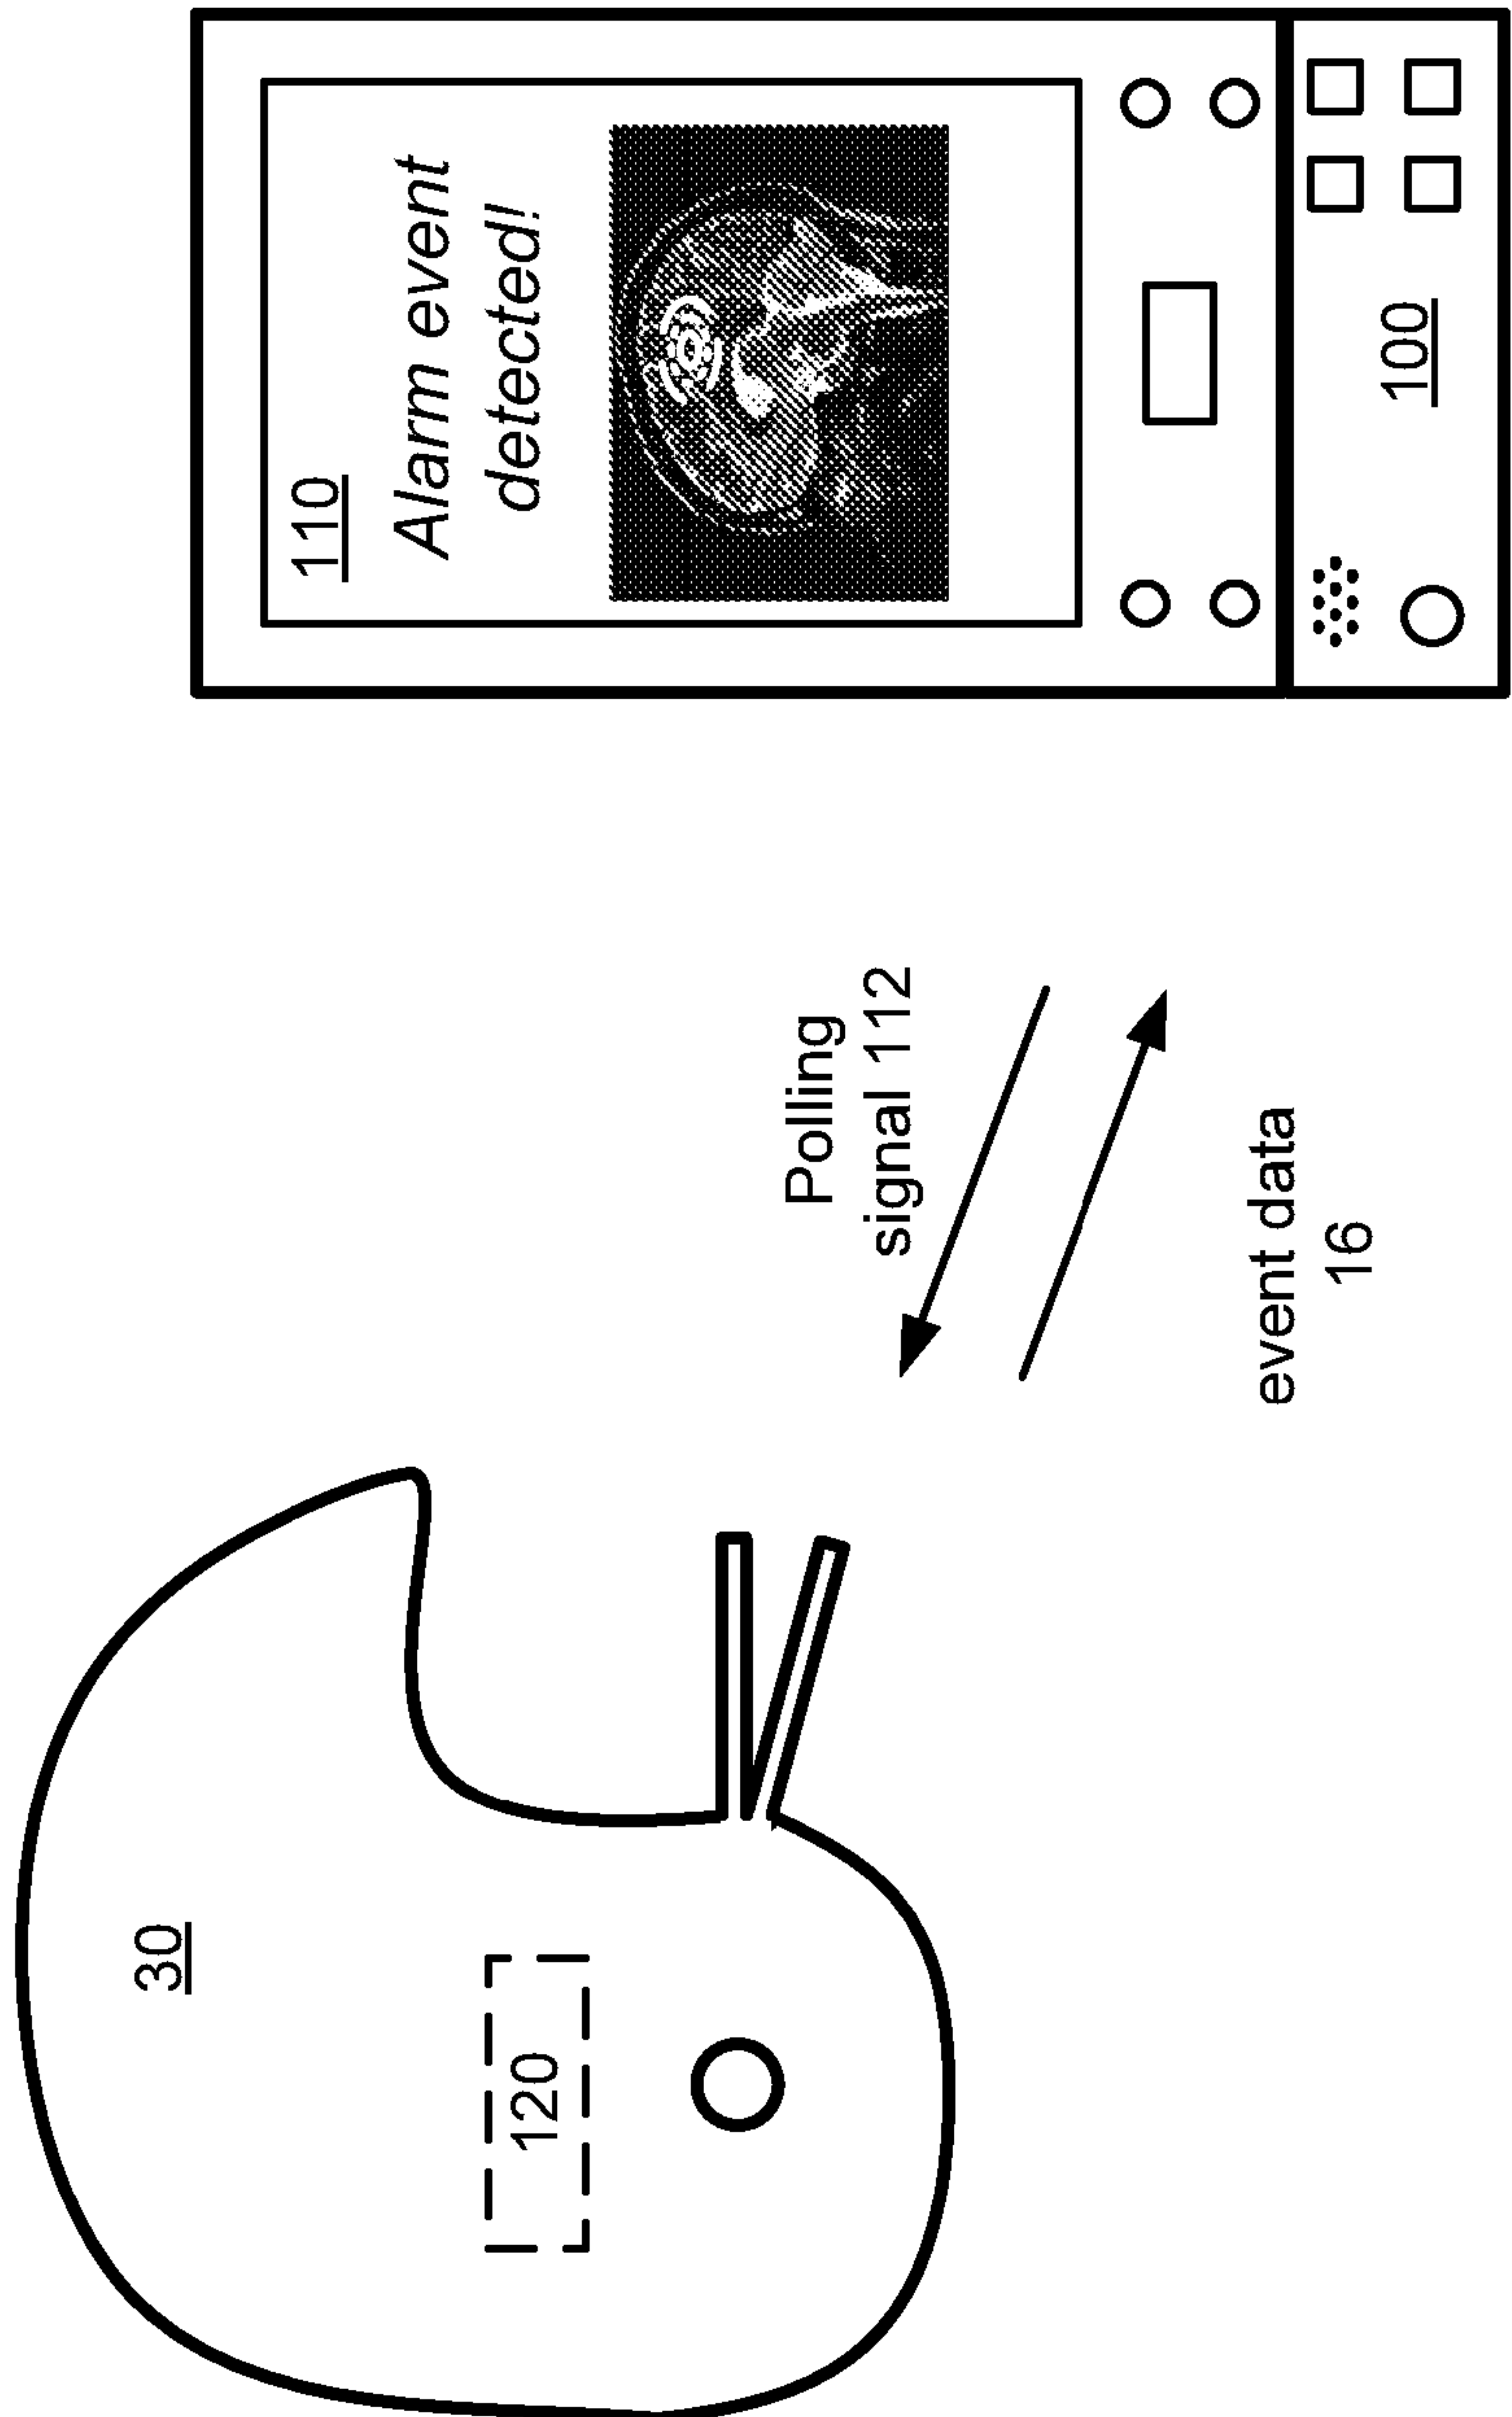 30
120
Polling
signal 112
event data
16
110
Alarm event
detected!
100